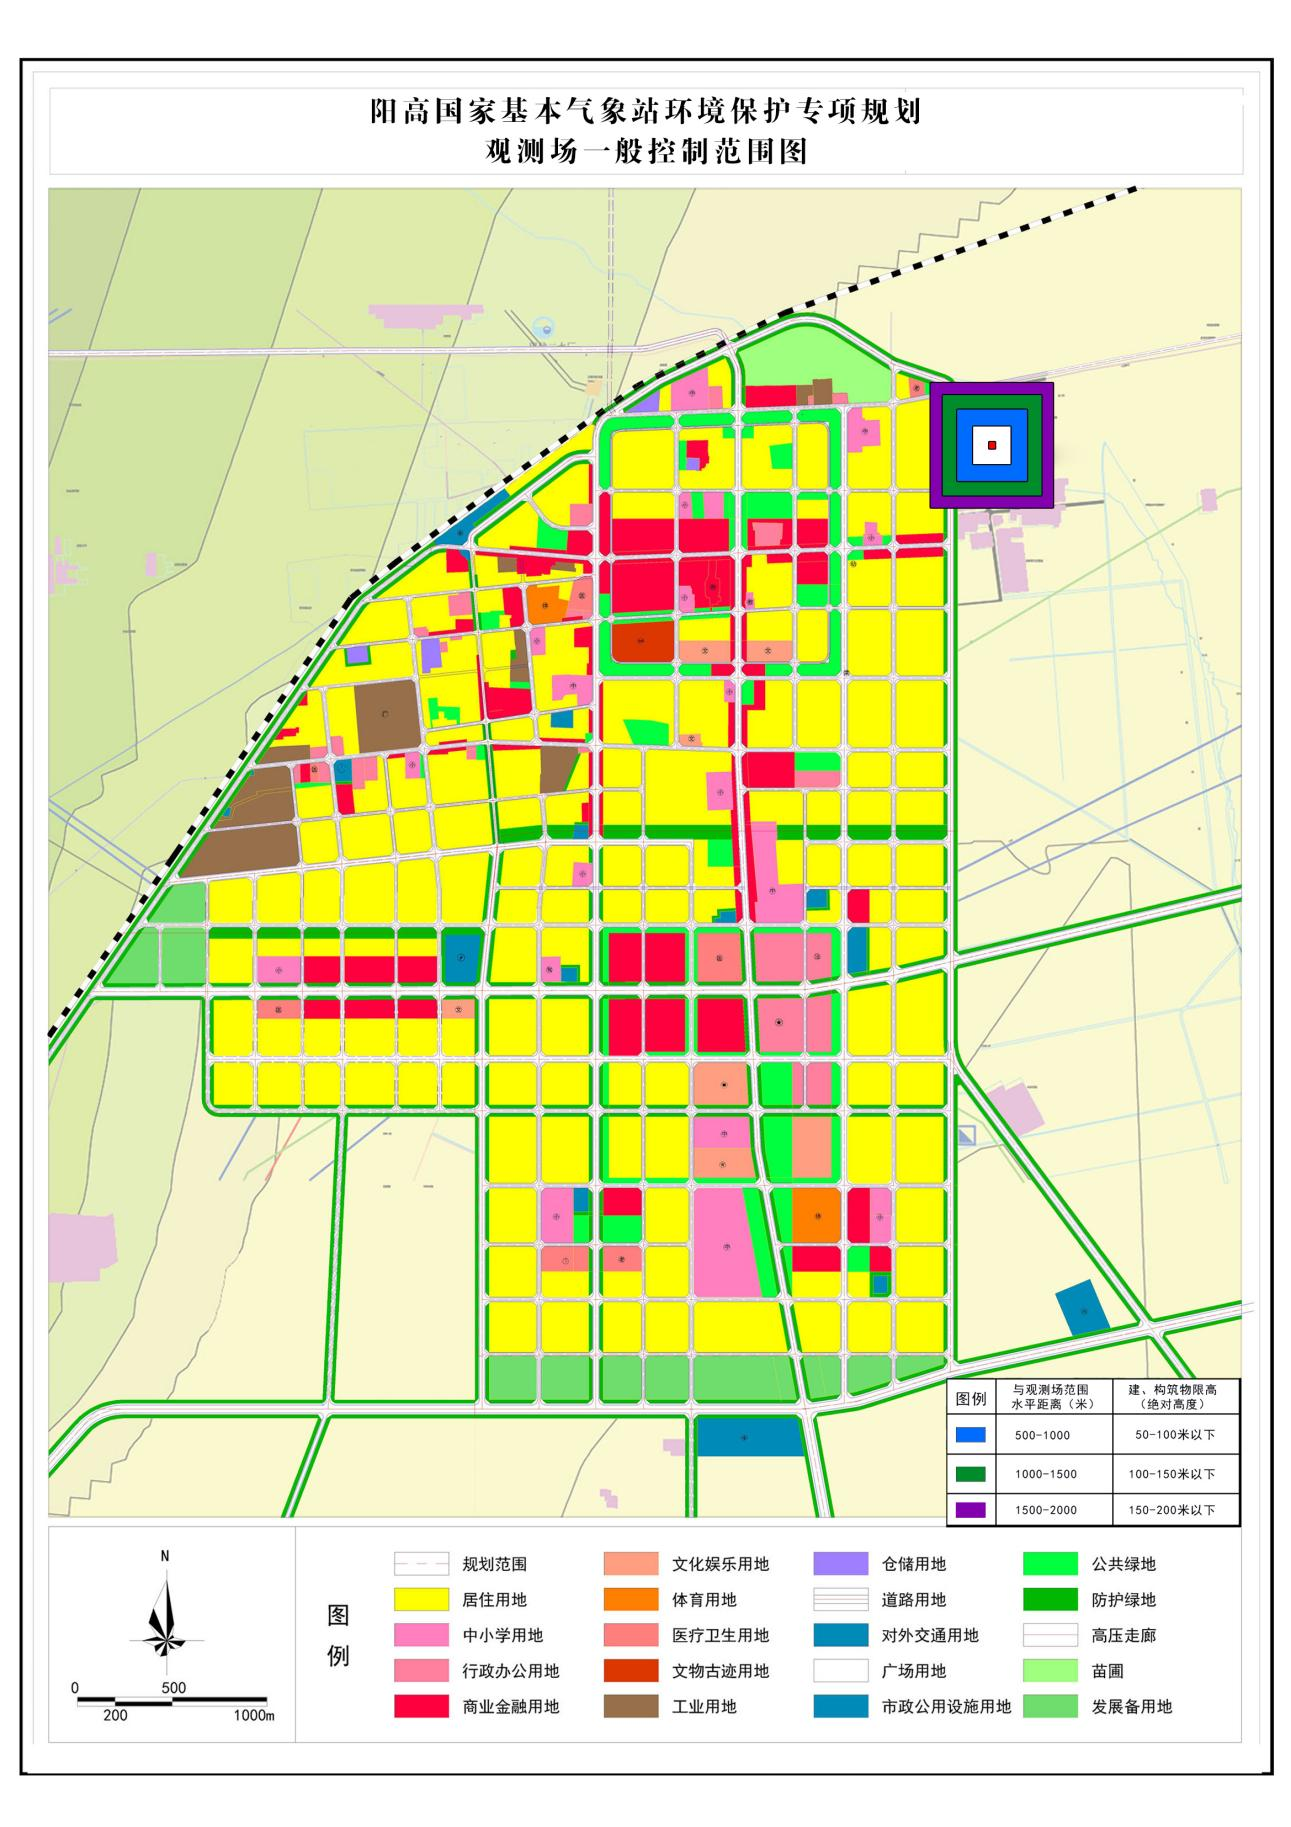 阳高国家基本气象站环境保护专项规划
观测场一般控制范围图
图例
与观测场范围
水平距离（米）
建、构筑物限高
（绝对高度）
500-1000
50-100米以下
1000-1500
100-150米以下
1500-2000
150-200米以下
N
0
500
200
1000m
图
例
规划范围
文化娱乐用地
仓储用地
公共绿地
居住用地
体育用地
道路用地
防护绿地
中小学用地
医疗卫生用地
对外交通用地
高压走廊
行政办公用地
文物古迹用地
广场用地
苗圃
商业金融用地
工业用地
市政公用设施用地
发展备用地